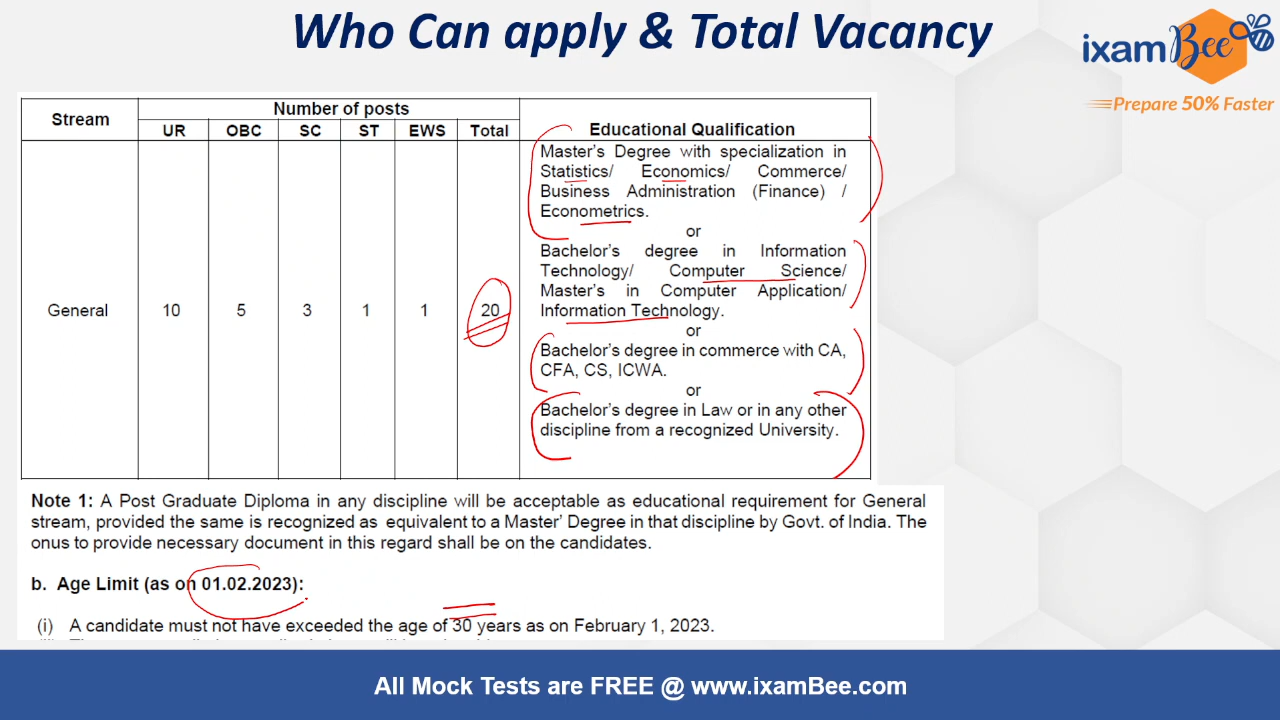 Who Can apply & Total Vacancy
ixamBee
Prepare 50% Faster
Stream
Number of posts
Educational Qualification
UR OBC SC ST EWS Total
General 10 5 3 1 1 20
Master's Degree with specialization in
Statistics/ Economics/ Commerce/
Business Administration (Finance) /
Econometrics.
or
Bachelor's degree in Information
Technology/ Computer Science/
Master's in Computer Application/
Information Technology.
or
Bachelor's degree in commerce with CA,
CFA, CS, ICWA.
or
Bachelor's degree in Law or in any other
discipline from a recognized University.
Note 1: A Post Graduate Diploma in any discipline will be acceptable as educational requirement for General
stream, provided the same is recognized as equivalent to a Master' Degree in that discipline by Govt. of India. The
onus to provide necessary document in this regard shall be on the candidates.
b. Age Limit (as on 01.02.2023):
(i) A candidate must not have exceeded the age of 30 years as on February 1, 2023.
All Mock Tests are FREE @ www.ixamBee.com